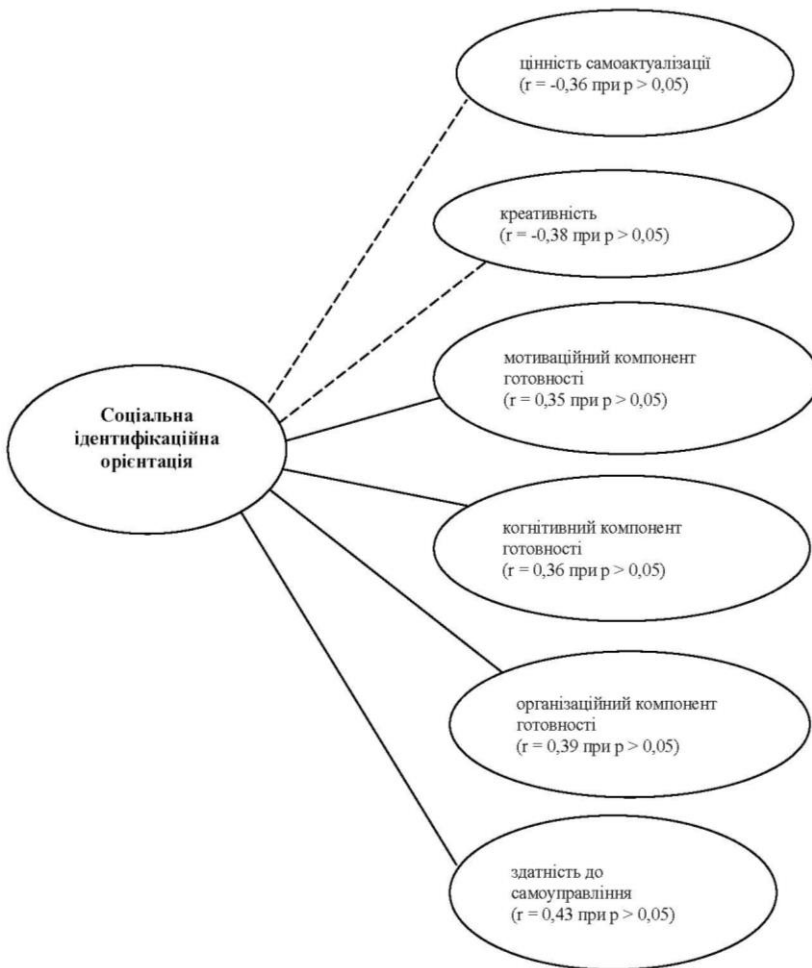 цінність самоактуалізації
(r = -0,36 при p > 0,05)
креативність
(r = -0,38 при p > 0,05)
мотиваційний компонент
готовності
(r = 0,35 при p > 0,05)
Соціальна
ідентифікаційна
орієнтація
когнітивний компонент
готовності
(r = 0,36 при p > 0,05)
організаційний компонент
готовності
(r = 0,39 при p > 0,05)
здатність до
самоуправління
(r = 0,43 при p > 0,05)